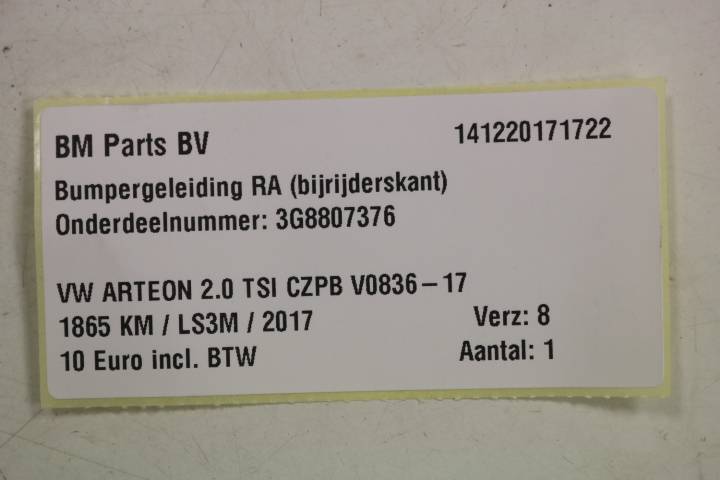 BM Parts BV 141220171722
Bumpergeleiding RA (bijrijderskant)
Onderdeelnummer: 3G8807376
VW ARTEON 2.0 TSI CZPB V0836-17
1865 KM / LS3M / 2017 Verz: 8
10 Euro incl. BTW Aantal: 1